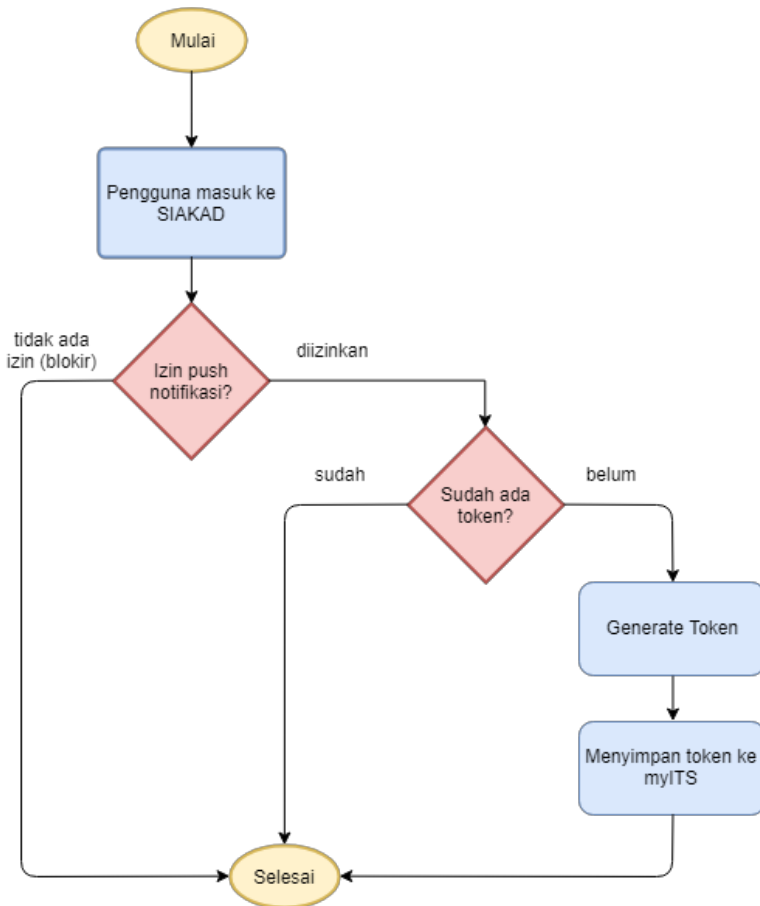 Mulai
Pengguna masuk ke
SIAKAD
tidak ada
izin (blokir)
Izin push
notifikasi?
diizinkan
sudah
Sudah ada
token?
belum
Generate Token
Menyimpan token ke
myITS
Selesai